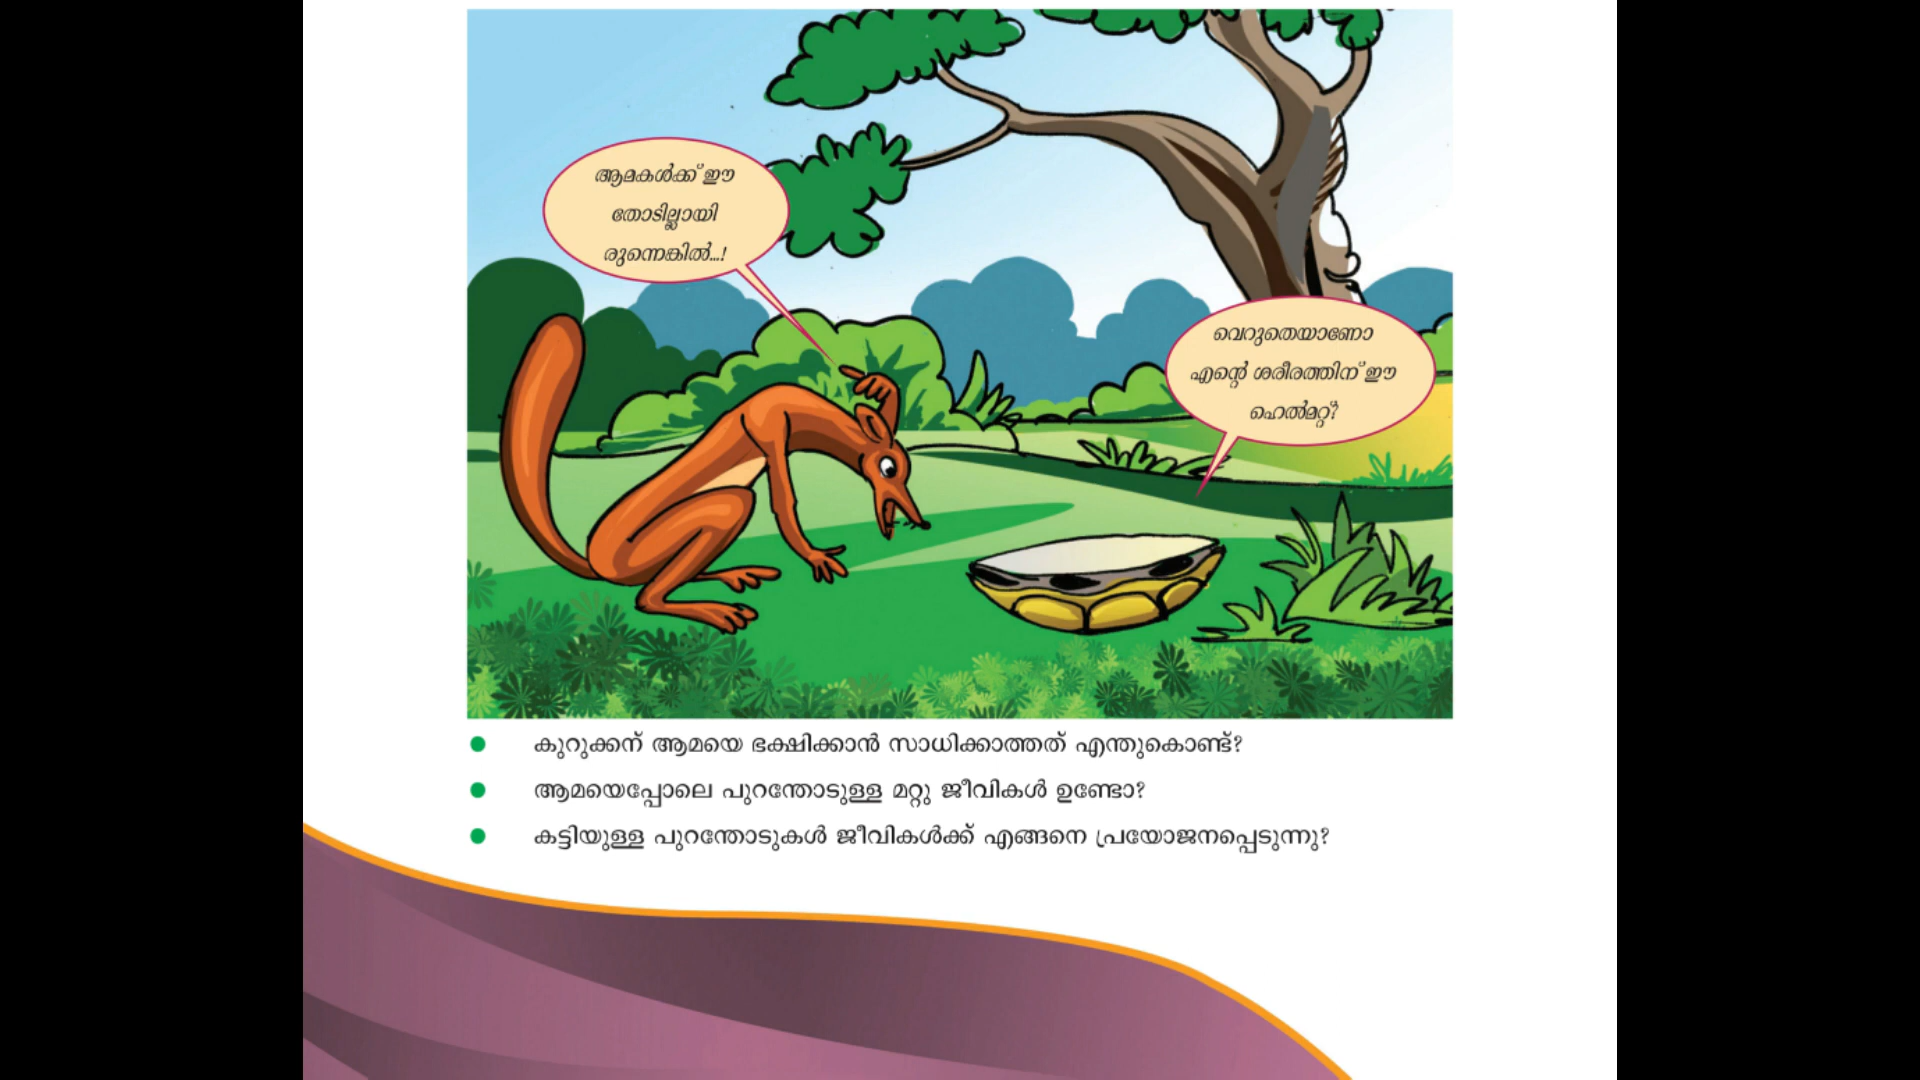 ആമകൾക്ക് ഈ
തോടില്ലായി
രുന്നെങ്കിൽ...!
വെറുതെയാണോ
എന്റെ ശരീരത്തിന് ഈ
ഹെൽമറ്റ്?
കുറുക്കന് ആമയെ ഭക്ഷിക്കാൻ സാധിക്കാത്തത് എന്തുകൊണ്ട്?
ആമയെപ്പോലെ പുറന്തോടുള്ള മറ്റു ജീവികൾ ഉണ്ടോ?
കട്ടിയുള്ള പുറന്തോടുകൾ ജീവികൾക്ക് എങ്ങനെ പ്രയോജനപ്പെടുന്നു?